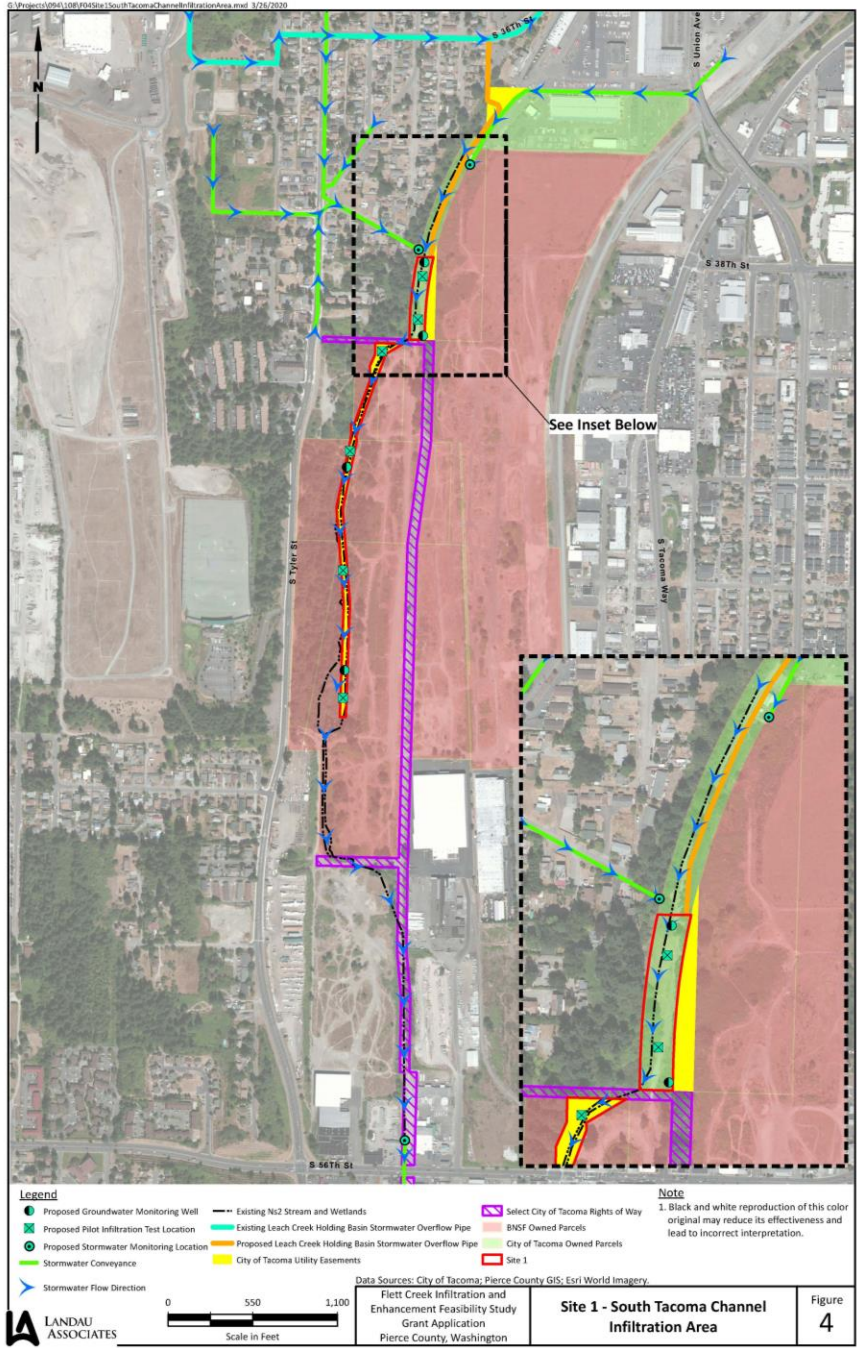 G:\Projects\094\108\F04Site1SouthTacomaChannelInfiltrationArea.mxd 3/26/2020
N
S 36Th St
S Union Ave
S 38Th St
See Inset Below
S Tyler St
S Tacoma Way
S 56Th St
Legend
Proposed Groundwater Monitoring Well
Proposed Pilot Infiltration Test Location
Proposed Stormwater Monitoring Location
Stormwater Conveyance
Stormwater Flow Direction
Existing Ns2 Stream and Wetlands
Existing Leach Creek Holding Basin Stormwater Overflow Pipe
Proposed Leach Creek Holding Basin Stormwater Overflow Pipe
City of Tacoma Utility Easements
Select City of Tacoma Rights of Way
BNSF Owned Parcels
City of Tacoma Owned Parcels
Site 1
Note
1. Black and white reproduction of this color
original may reduce its effectiveness and
lead to incorrect interpretation.
Data Sources: City of Tacoma; Pierce County GIS; Esri World Imagery.
LANDAU
ASSOCIATES
0 550 1,100
Scale in Feet
Flett Creek Infiltration and
Enhancement Feasibility Study
Grant Application
Pierce County, Washington
Site 1 - South Tacoma Channel
Infiltration Area
Figure
4